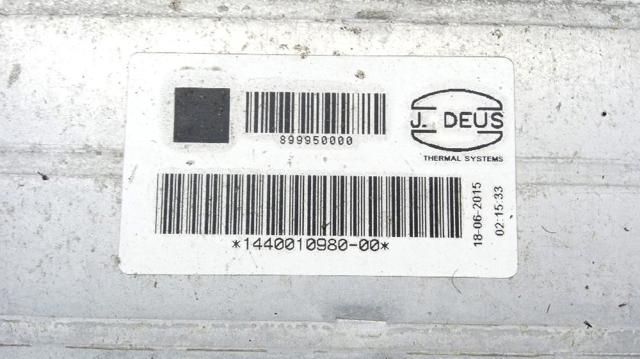 899950000
J. DEUS
THERMAL SYSTEMS
*1440010980-00*
18-06-2015
02:15:33